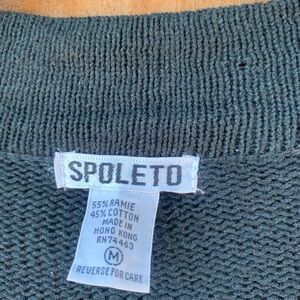 SPOLETO
55% RAMIE
45% COTTON
MADE IN
HONG KONG
RN74463
M
REVERSE FOR CARE